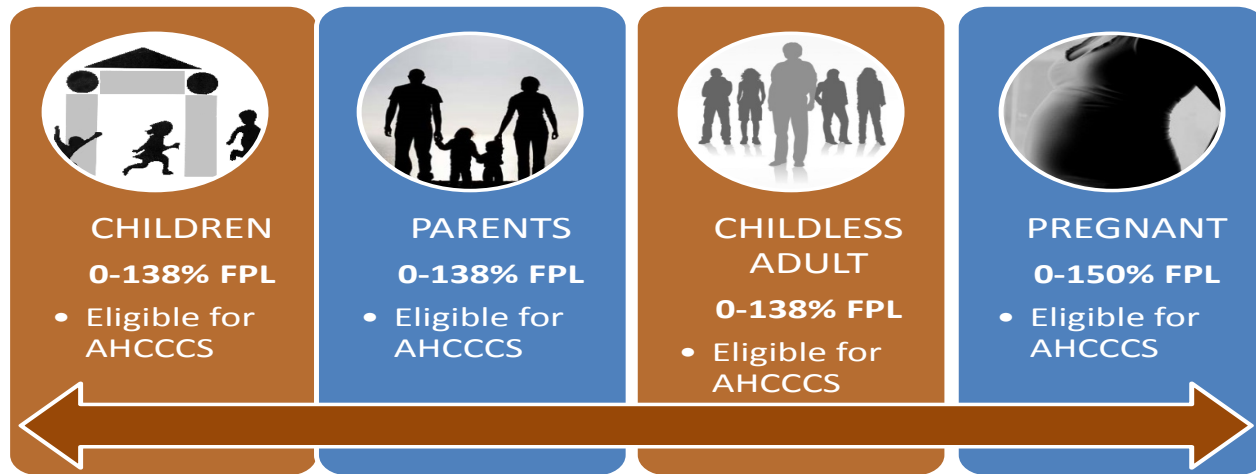 CHILDREN
0-138% FPL
• Eligible for
AHCCCS
PARENTS
0-138% FPL
• Eligible for
AHCCCS
CHILDLESS
ADULT
0-138% FPL
• Eligible for
AHCCCS
PREGNANT
0-150% FPL
• Eligible for
AHCCCS